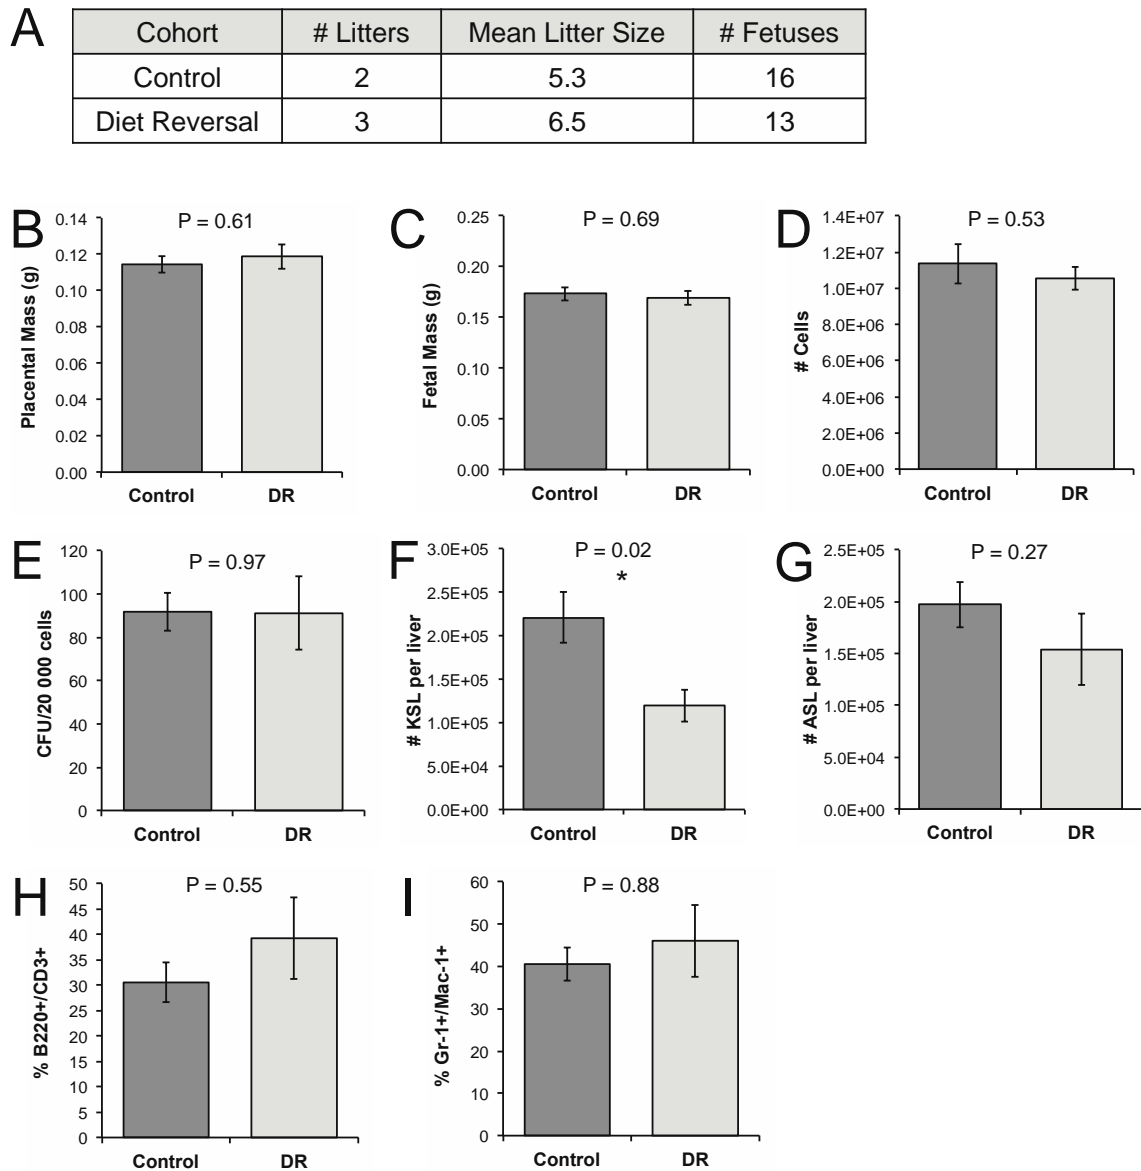 A
Cohort # Litters Mean Litter Size # Fetuses
Control 2 5.3 16
Diet Reversal 3 6.5 13
B
P = 0.61
Placental Mass (g)
0.14
0.12
0.10
0.08
0.06
0.04
0.02
0.00
Control DR
C
P = 0.69
Fetal Mass (g)
0.25
0.20
0.15
0.10
0.05
0.00
Control DR
D
P = 0.53
# Cells
1.4E+07
1.2E+07
1.0E+07
8.0E+06
6.0E+06
4.0E+06
2.0E+06
0.0E+00
Control DR
E
P = 0.97
CFU/20 000 cells
120
100
80
60
40
20
0
Control DR
F
P = 0.02
*
# KSL per liver
3.0E+05
2.5E+05
2.0E+05
1.5E+05
1.0E+05
5.0E+04
0.0E+00
Control DR
G
P = 0.27
# ASL per liver
2.5E+05
2.0E+05
1.5E+05
1.0E+05
5.0E+04
0.0E+00
Control DR
H
P = 0.55
% B220+/CD3+
50
45
40
35
30
25
20
15
10
5
0
Control DR
I
P = 0.88
% Gr-1+/Mac-1+
60
50
40
30
20
10
0
Control DR